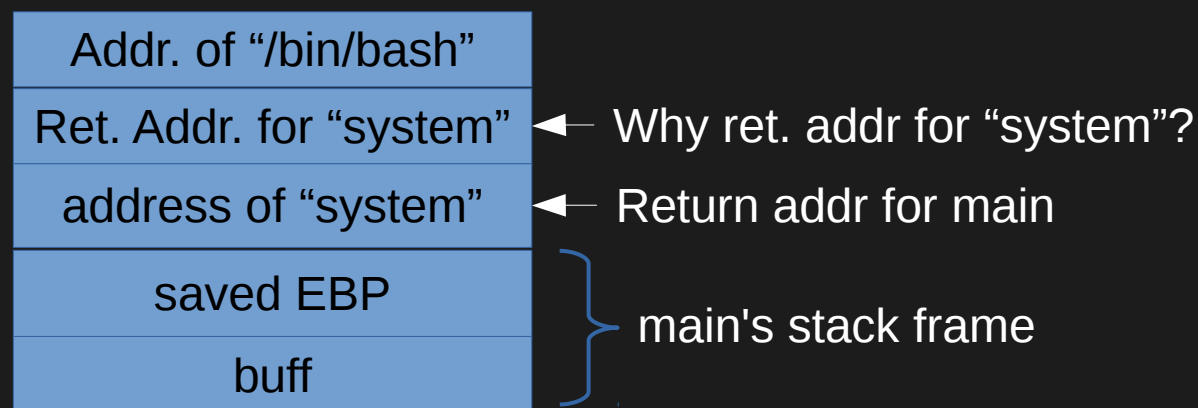 Addr. of “/bin/bash”
Ret. Addr. for “system”
Why ret. addr for “system”?
address of “system”
Return addr for main
saved EBP
main's stack frame
buff